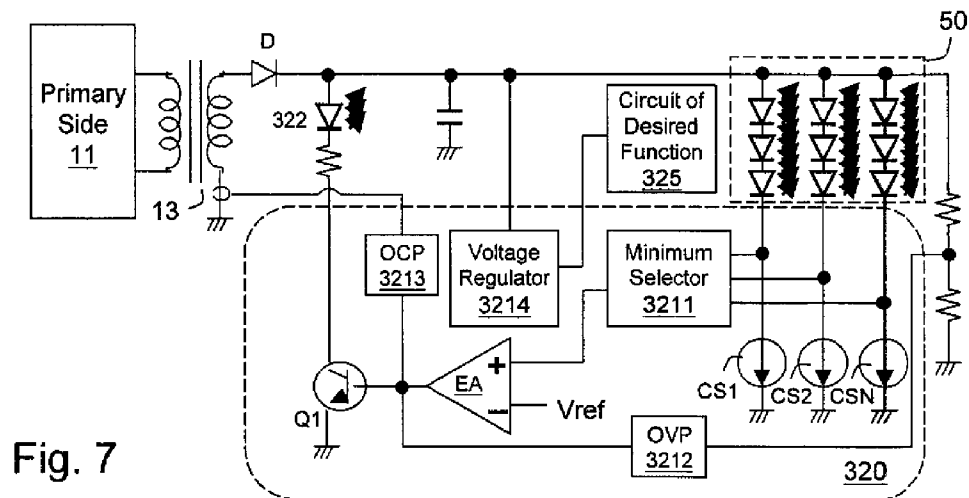 50
D
Primary
Side
11
322
Circuit of
Desired
Function
325
13
OCP
3213
Voltage
Regulator
3214
Minimum
Selector
3211
EA
+
−
Vref
Q1
CS1
CS2
CSN
OVP
3212
320
Fig. 7